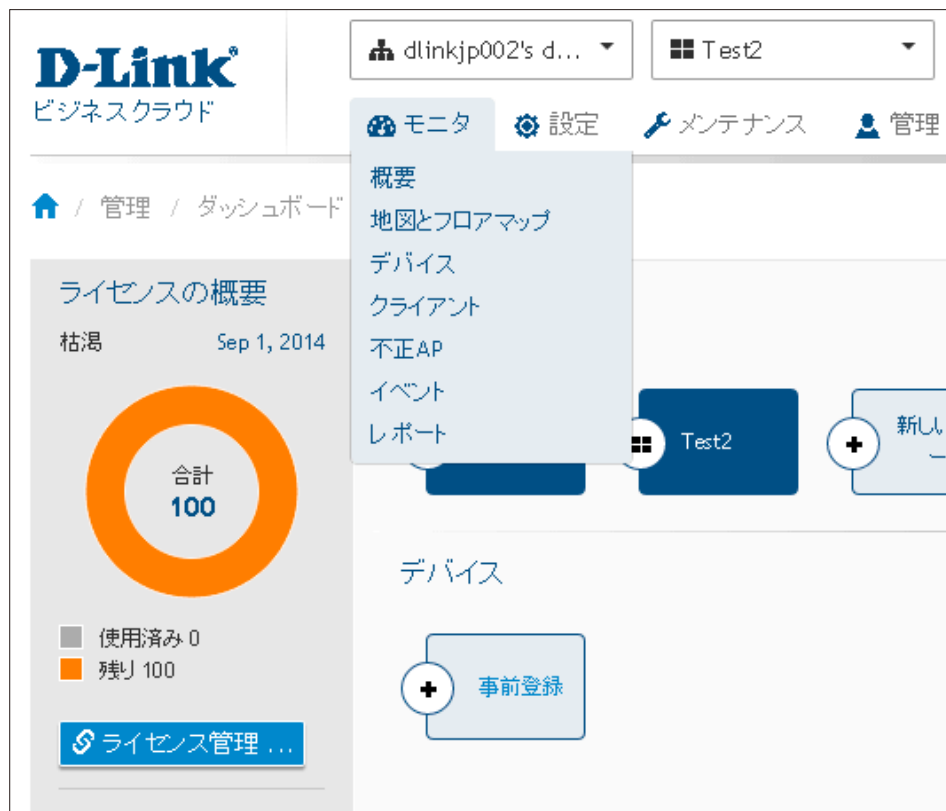 D-Link®
ビジネスクラウド
dlinkjp002's d...
Test2
モニタ
設定
メンテナンス
管理
概要
地図とフロアマップ
デバイス
クライアント
不正AP
イベント
レポート
/ 管理 / ダッシュボード
ライセンスの概要
枯渇 Sep 1, 2014
合計
100
使用済み 0
残り 100
ライセンス管理 ...
Test2
新しい
デバイス
事前登録